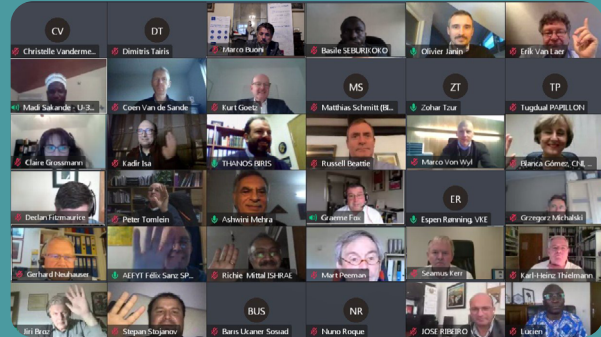 CV
Christelle Vanderme...
DT
Dimitris Tairis
Marco Buoni
Basile SEBURIKOKO
Olivier Janin
Erik Van Laer
Madi Sakande - U-3...
Coen Van de Sande
Kurt Goetz
MS
Matthias Schmitt (BL...
ZT
Zohar Tzur
TP
Tugdual PAPILLON
Claire Grossmann
Kadir Isa
THANOS BIRIS
Russell Beattie
Marco Von Wyl
Blanca Gómez, CNI, ...
Declan Fitzmaurice
Peter Tomlein
Ashwini Mehra
Graeme Fox
ER
Espen Rønning, VKE
Grzegorz Michalski
Gerhard Neuhauser
AEFYT Félix Sanz SP...
Richie Mittal ISHRAE
Mart Peeman
Seamus Kerr
Karl-Heinz Thielmann
Jiri Broz
Stepan Stojanov
BUS
Baris Ucaner Sosiad
NR
Nuno Roque
JOSE RIBEIRO
Lucien